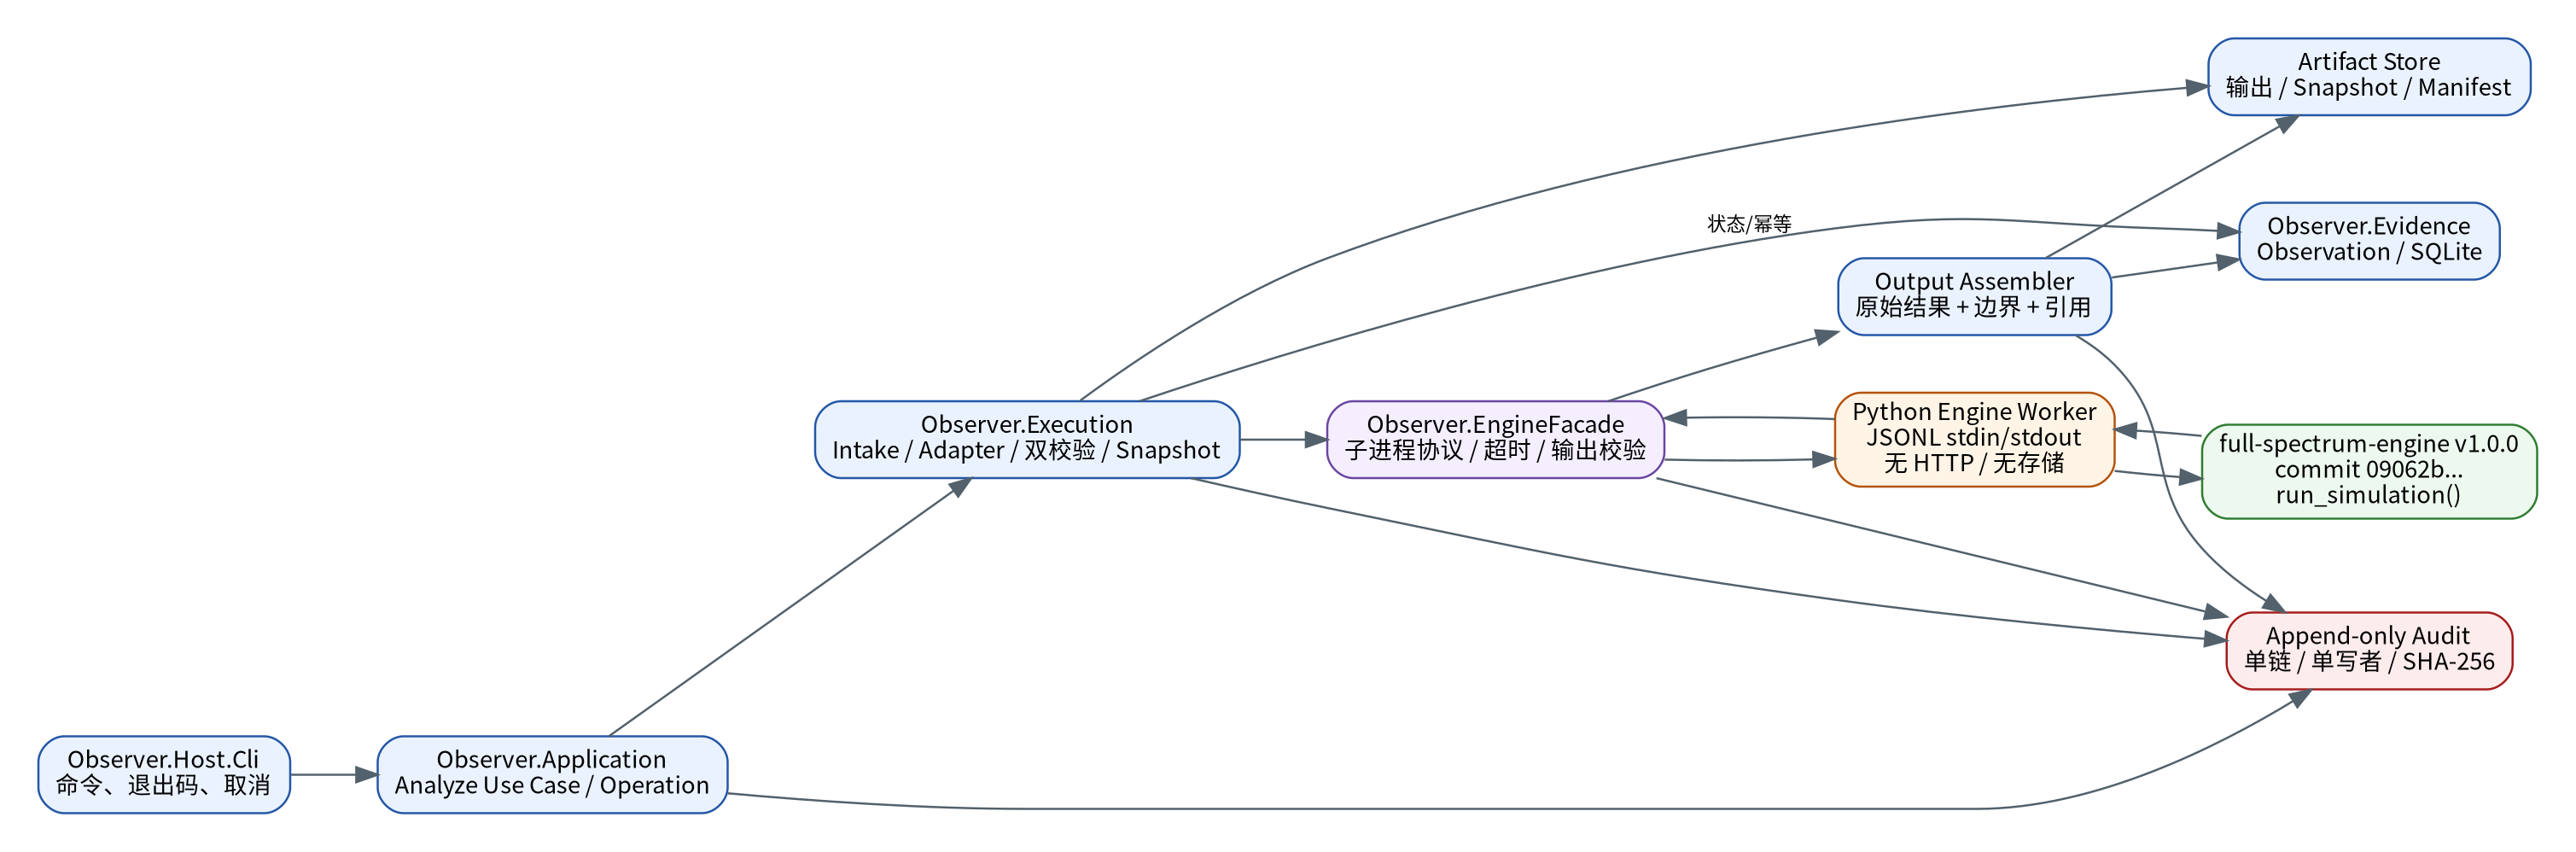 Artifact Store
输出 / Snapshot / Manifest
状态/幂等
Observer.Evidence
Observation / SQLite
Output Assembler
原始结果 + 边界 + 引用
Observer.Execution
Intake / Adapter / 双校验 / Snapshot
Observer.EngineFacade
子进程协议 / 超时 / 输出校验
Python Engine Worker
JSONL stdin/stdout
无 HTTP / 无存储
full-spectrum-engine v1.0.0
commit 09062b...
run_simulation()
Append-only Audit
单链 / 单写者 / SHA-256
Observer.Host.Cli
命令、退出码、取消
Observer.Application
Analyze Use Case / Operation